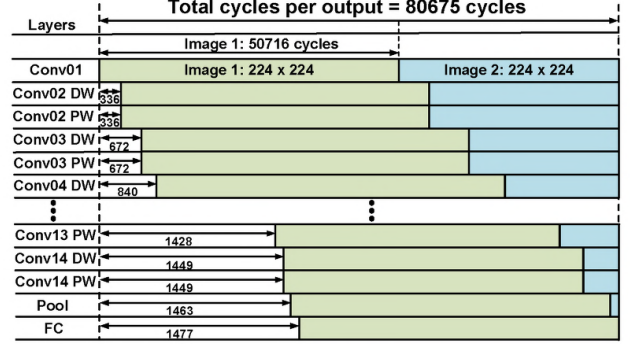 Total cycles per output = 80675 cycles
Layers
Image 1: 50716 cycles
Conv01 Image 1: 224 x 224 Image 2: 224 x 224
Conv02 DW 336
Conv02 PW 336
Conv03 DW 672
Conv03 PW 672
Conv04 DW 840
Conv13 PW 1428
Conv14 DW 1449
Conv14 PW 1449
Pool 1463
FC 1477